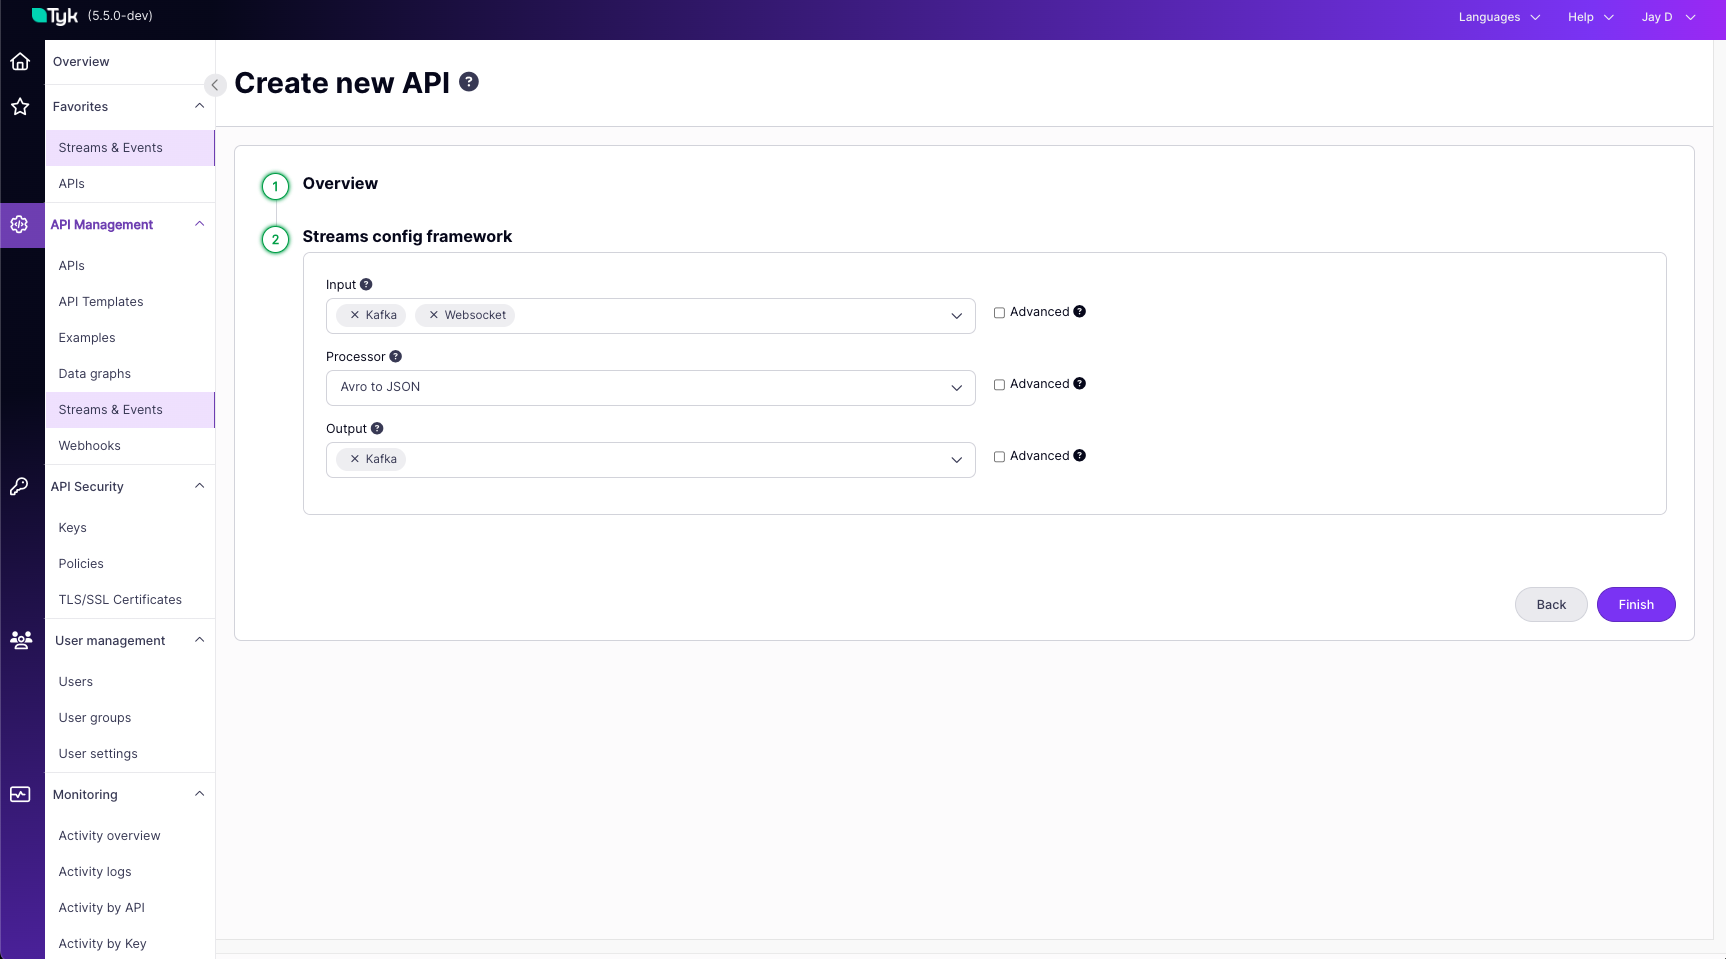 Tyk (5.5.0-dev)
Languages
Help
Jay D
Overview
Favorites
Streams & Events
APIs
API Management
APIs
API Templates
Examples
Data graphs
Streams & Events
Webhooks
API Security
Keys
Policies
TLS/SSL Certificates
User management
Users
User groups
User settings
Monitoring
Activity overview
Activity logs
Activity by API
Activity by Key
Create new API ?
1 Overview
2 Streams config framework
Input ?
× Kafka × Websocket
Advanced ?
Processor ?
Avro to JSON
Advanced ?
Output ?
× Kafka
Advanced ?
Back
Finish